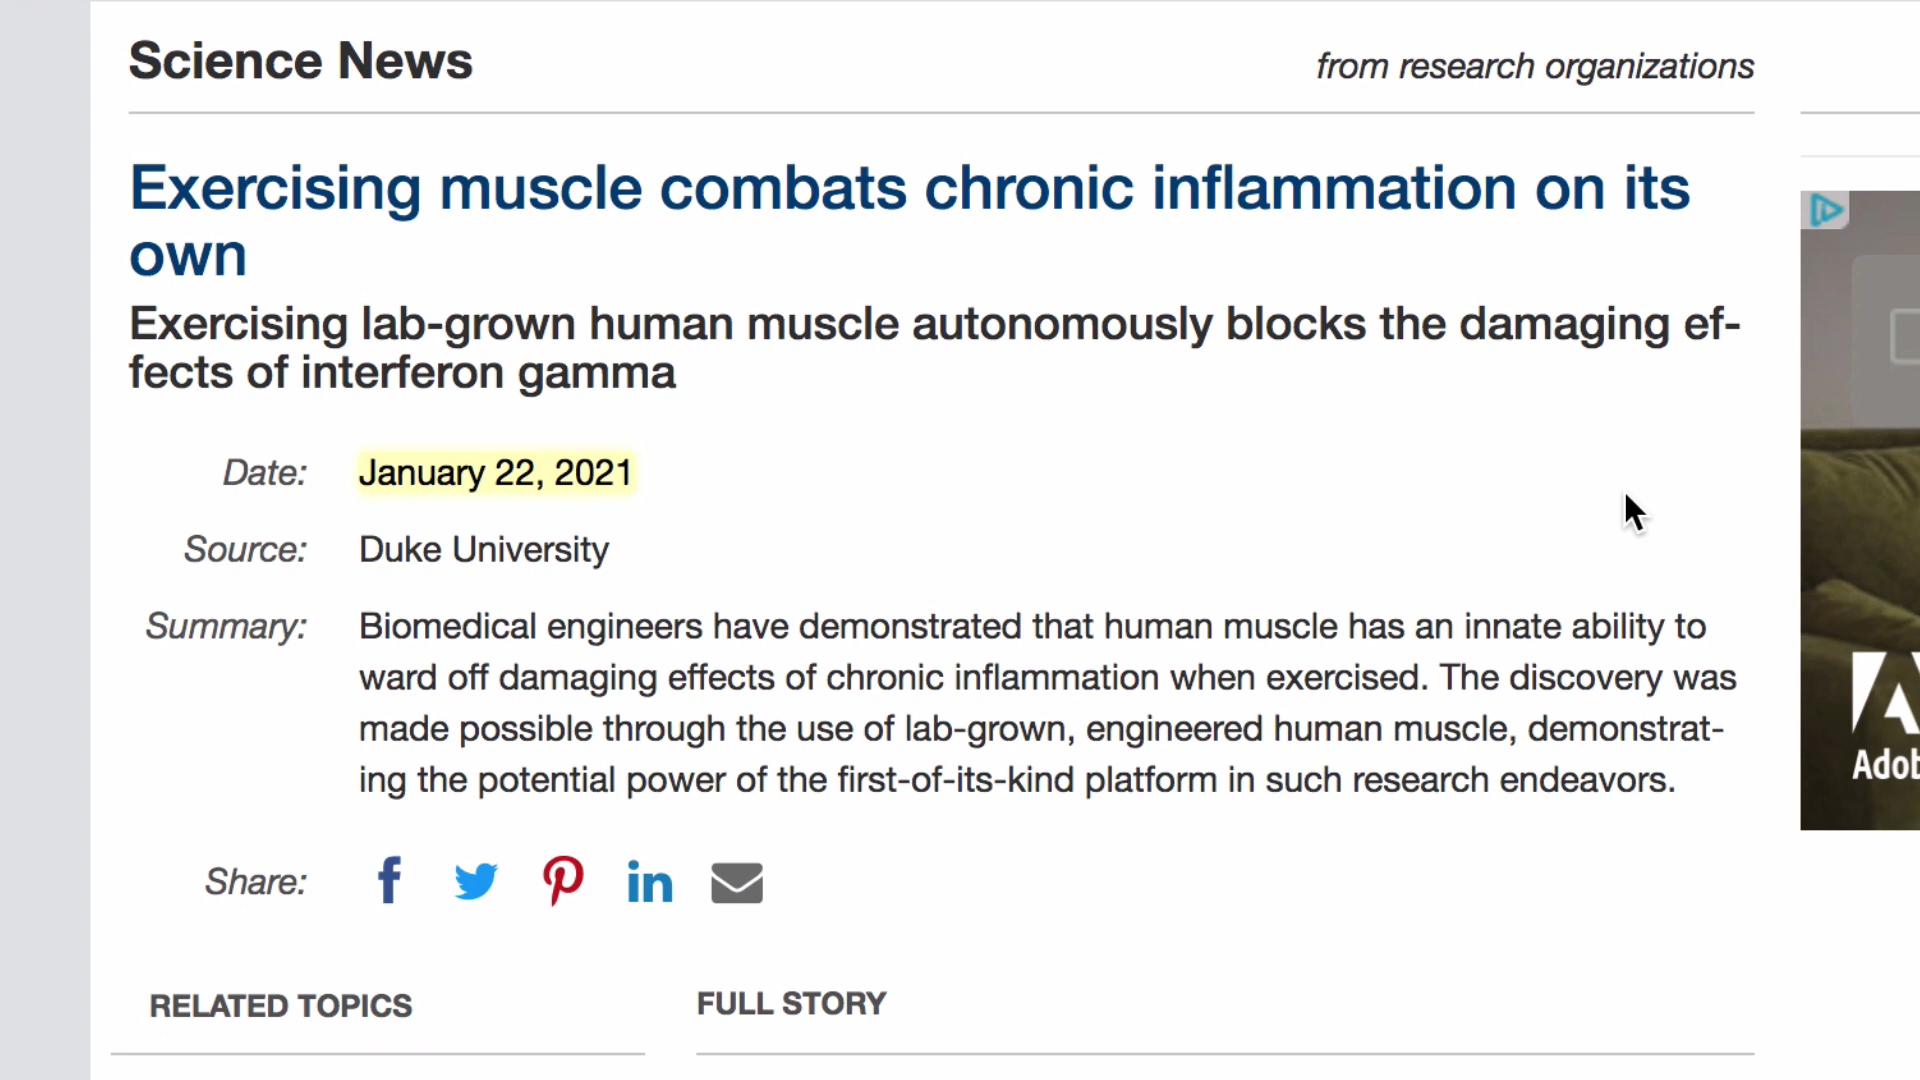 Science News
from research organizations
Exercising muscle combats chronic inflammation on its
own
Exercising lab-grown human muscle autonomously blocks the damaging ef-
fects of interferon gamma
Date: January 22, 2021
Source: Duke University
Summary: Biomedical engineers have demonstrated that human muscle has an innate ability to
ward off damaging effects of chronic inflammation when exercised. The discovery was
made possible through the use of lab-grown, engineered human muscle, demonstrat-
ing the potential power of the first-of-its-kind platform in such research endeavors.
Share:
RELATED TOPICS
FULL STORY
Adob